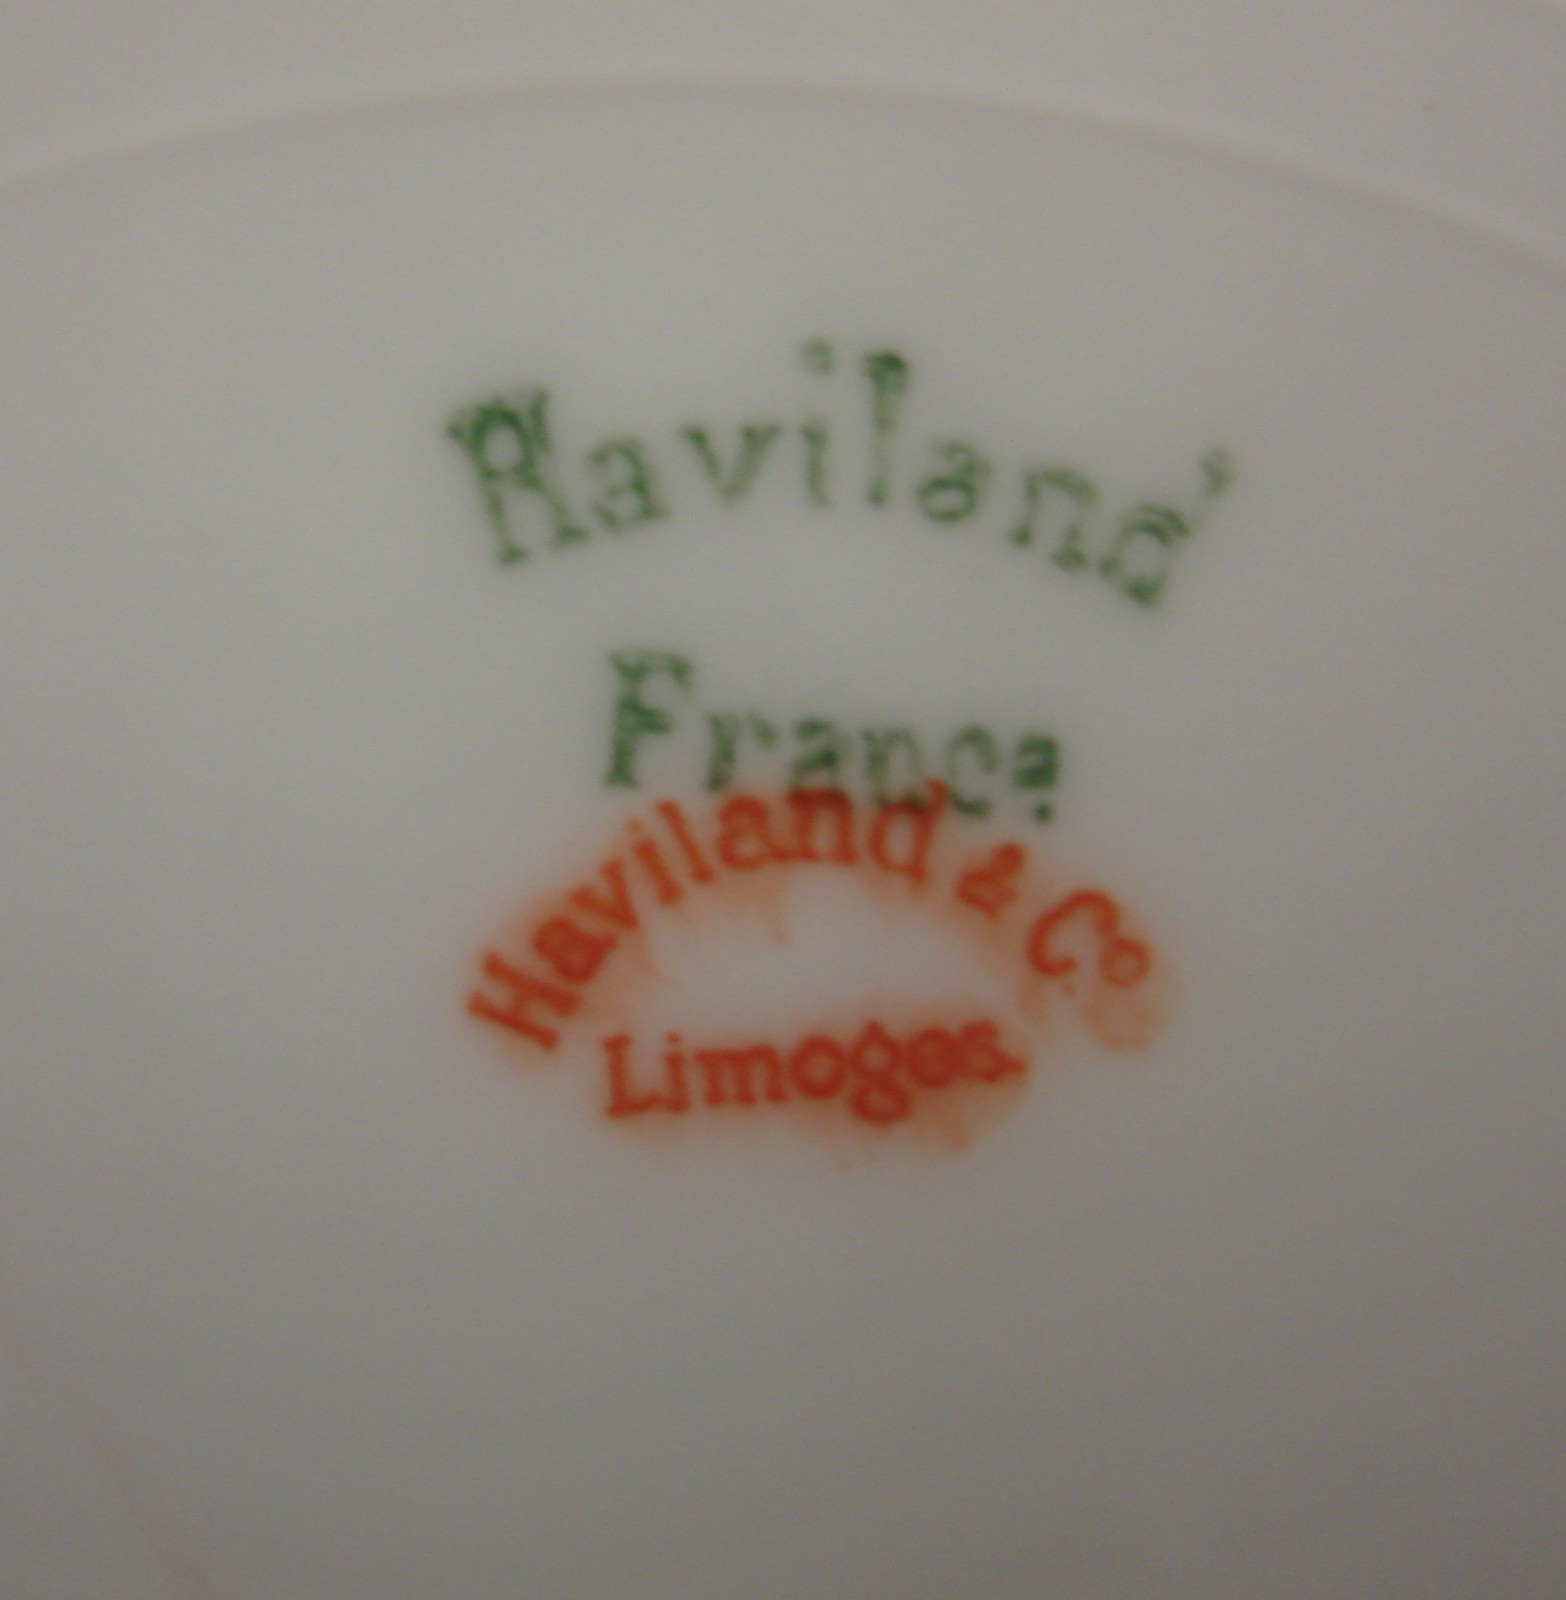 Haviland
France
Haviland & Co
Limoges.